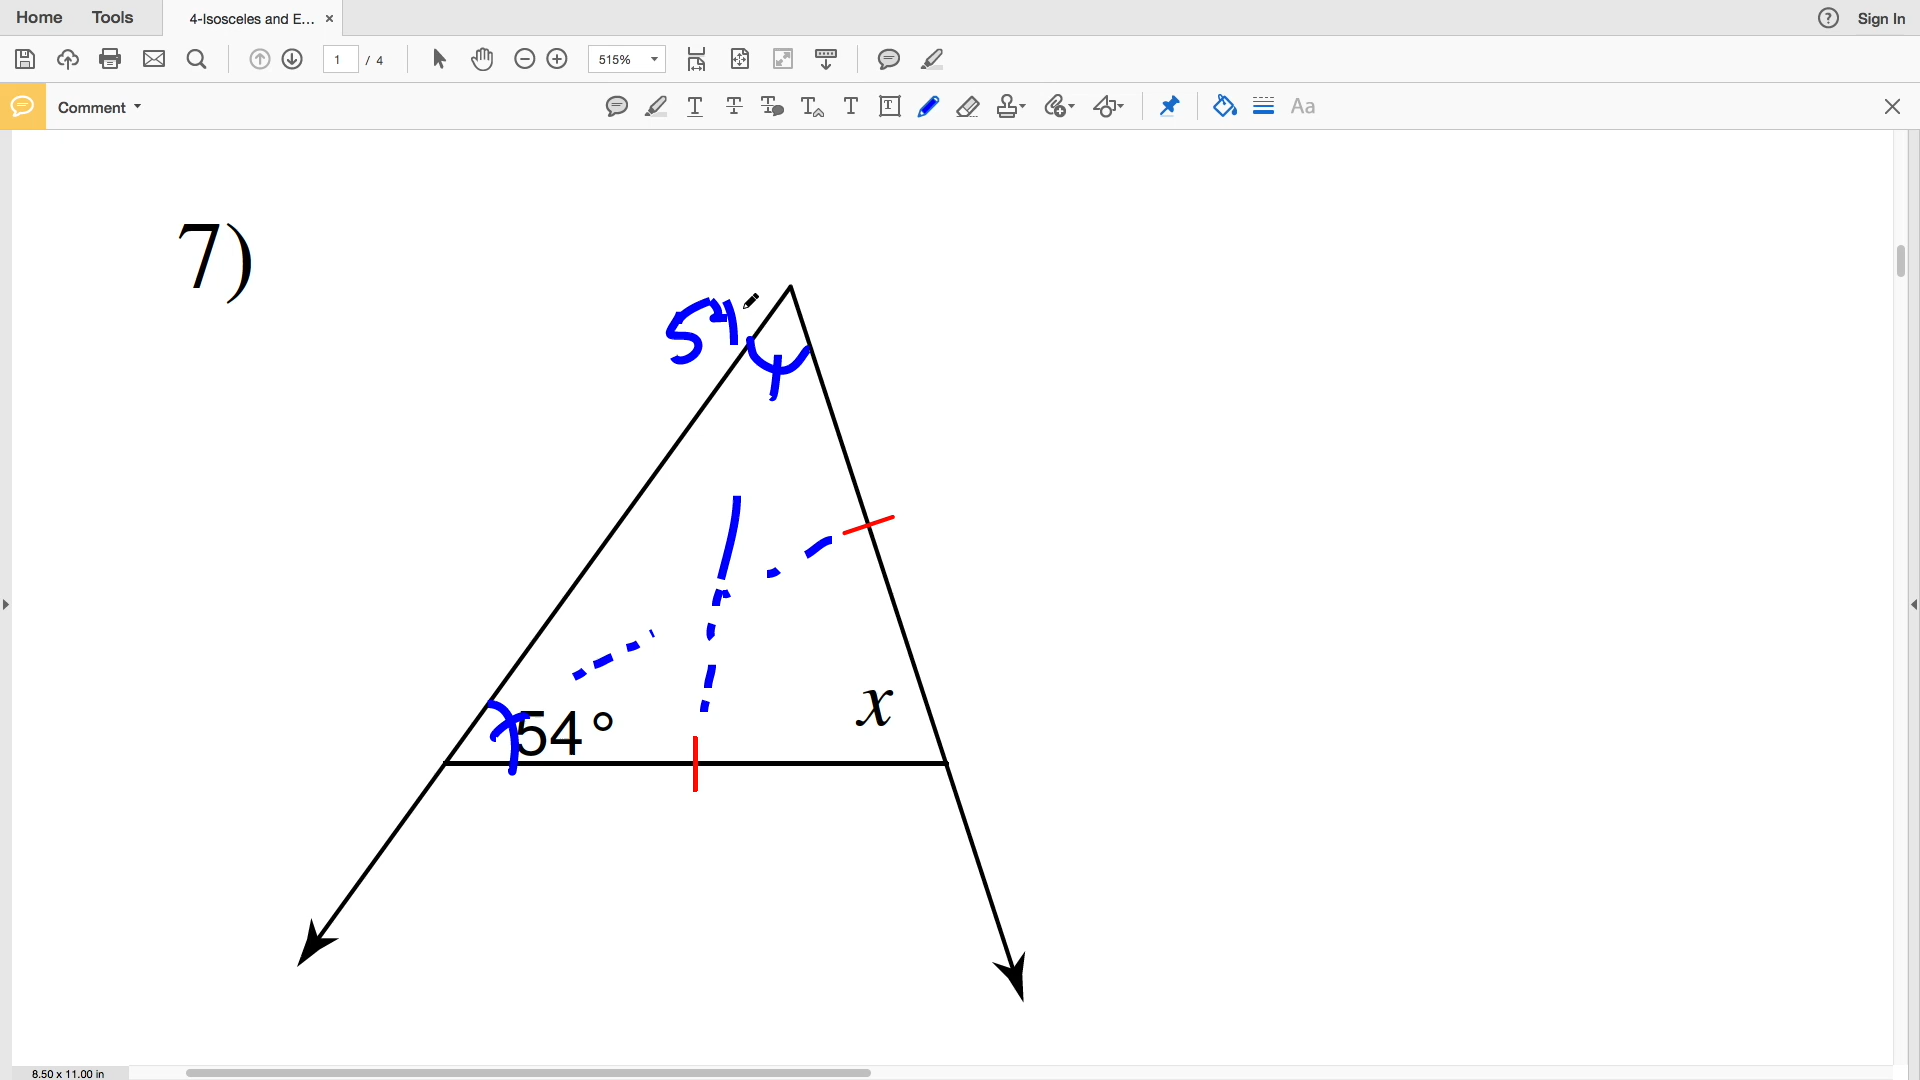 Home Tools 4-Isosceles and E... × ? Sign In
1 / 4 515%
Comment Aa
7)
54
54°
x
8.50 x 11.00 in